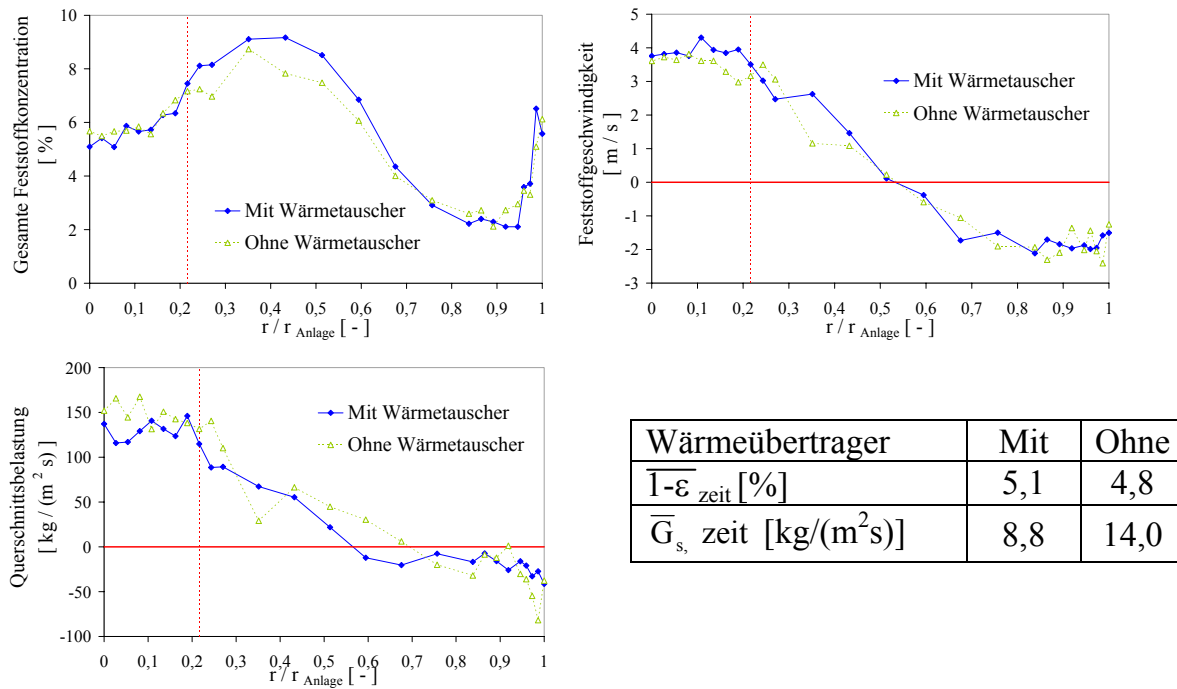 Gesamte Feststoffkonzentration
[ % ]
10
8
6
4
2
0
Mit Wärmetauscher
Ohne Wärmetauscher
0 0,1 0,2 0,3 0,4 0,5 0,6 0,7 0,8 0,9 1
r / r Anlage [ - ]
Feststoffgeschwindigkeit
[ m / s ]
5
4
3
2
1
0
-1
-2
-3
Mit Wärmetauscher
Ohne Wärmetauscher
0 0,1 0,2 0,3 0,4 0,5 0,6 0,7 0,8 0,9 1
r / r Anlage [ - ]
Querschnittsbelastung
[ kg / (m² s) ]
200
150
100
50
0
-50
-100
Mit Wärmetauscher
Ohne Wärmetauscher
0 0,1 0,2 0,3 0,4 0,5 0,6 0,7 0,8 0,9 1
r / r Anlage [ - ]
Wärmeübertrager Mit Ohne
1-ε zeit [%] 5,1 4,8
G s, zeit [kg/(m²s)] 8,8 14,0